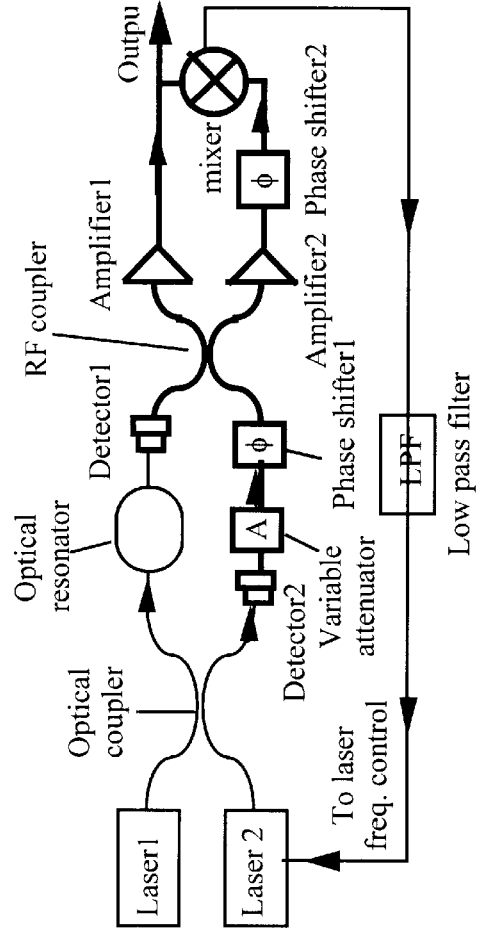 Laser1
Laser 2
Optical
coupler
Optical
resonator
Detector1
RF coupler
Amplifier1
Outpu
mixer
Detector2
A
Variable
attenuator
ϕ
Phase shifter1
Amplifier2
ϕ
Phase shifter2
To laser
freq. control
LPF
Low pass filter